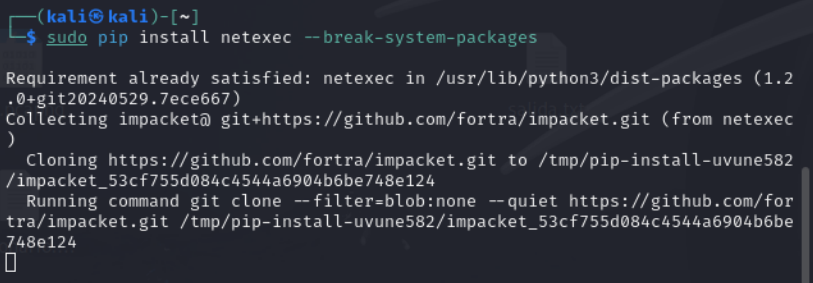 ┌──(kali㉿kali)-[~]
└─$ sudo pip install netexec --break-system-packages
Requirement already satisfied: netexec in /usr/lib/python3/dist-packages (1.2
.0+git20240529.7ece667)
Collecting impacket@ git+https://github.com/fortra/impacket.git (from netexec
)
  Cloning https://github.com/fortra/impacket.git to /tmp/pip-install-uvune582
/impacket_53cf755d084c4544a6904b6be748e124
  Running command git clone --filter=blob:none --quiet https://github.com/for
tra/impacket.git /tmp/pip-install-uvune582/impacket_53cf755d084c4544a6904b6be
748e124